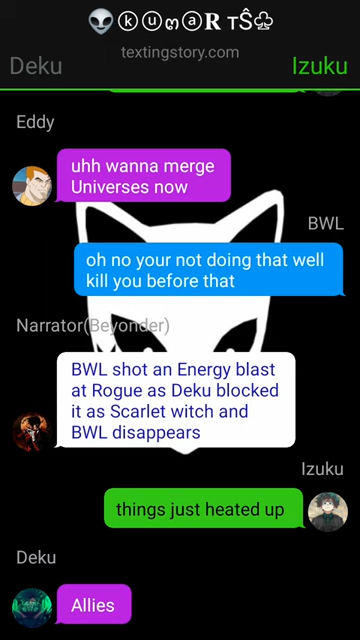 👽ⓚⓤⓜⓐ𝐑 ᴛŜ♧
textingstory.com
Deku
Izuku
Eddy
uhh wanna merge
Universes now
BWL
oh no your not doing that well
kill you before that
Narrator(Beyonder)
BWL shot an Energy blast
at Rogue as Deku blocked
it as Scarlet witch and
BWL disappears
Izuku
things just heated up
Deku
Allies